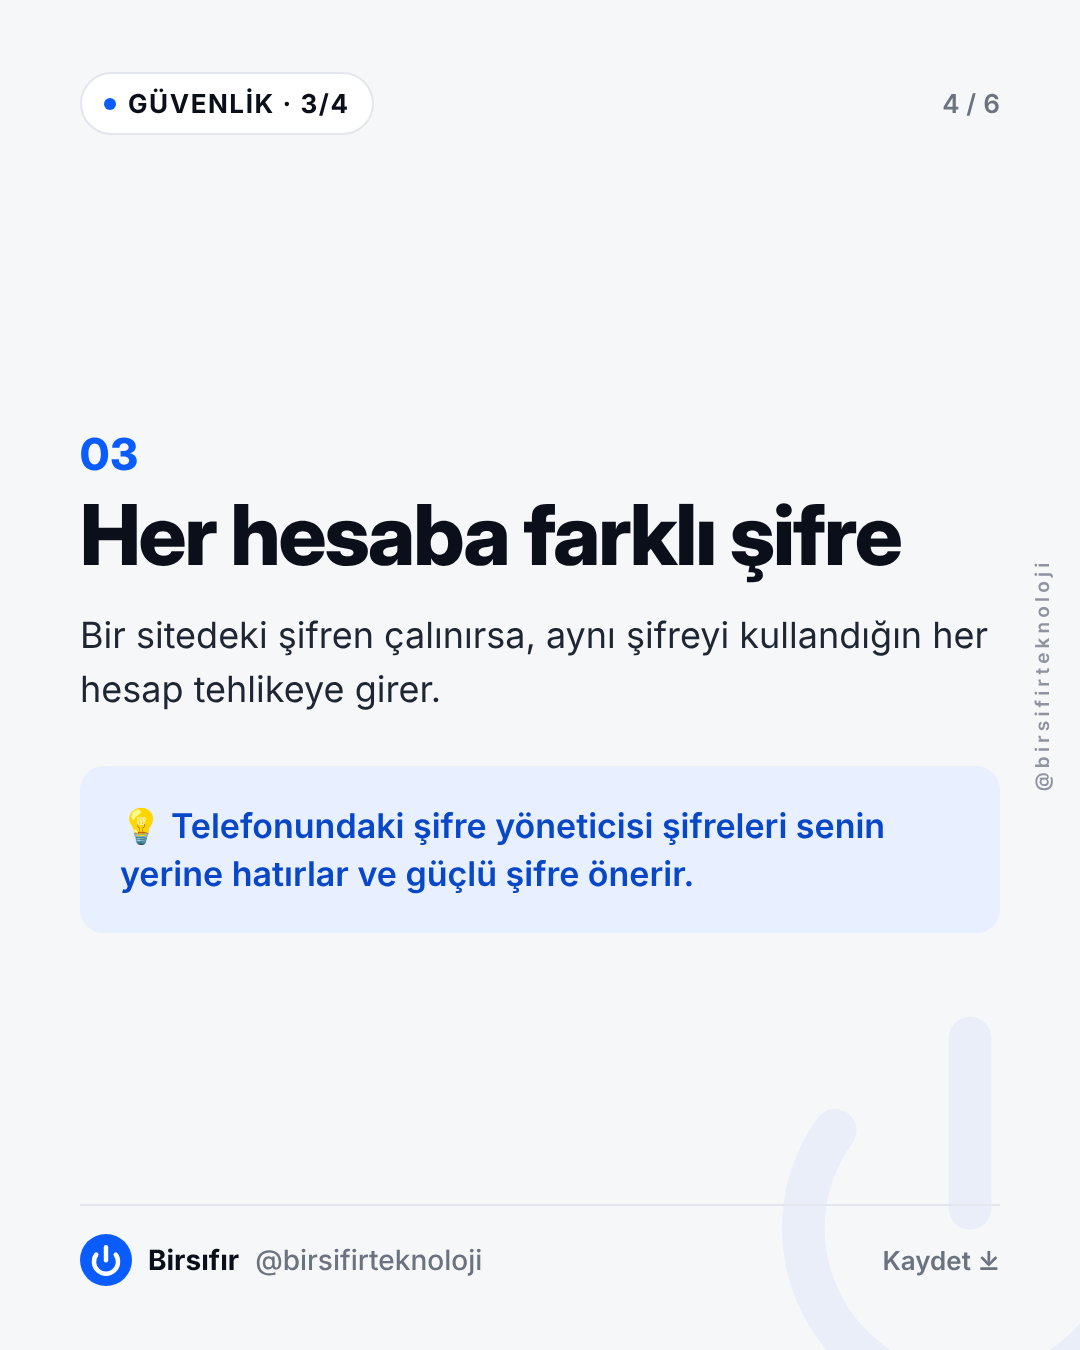 GÜVENLİK · 3/4
4 / 6
03
Her hesaba farklı şifre
Bir sitedeki şifren çalınırsa, aynı şifreyi kullandığın her
hesap tehlikeye girer.
💡 Telefonundaki şifre yöneticisi şifreleri senin
yerine hatırlar ve güçlü şifre önerir.
@birsifirteknoloji
Birsıfır @birsifirteknoloji
Kaydet